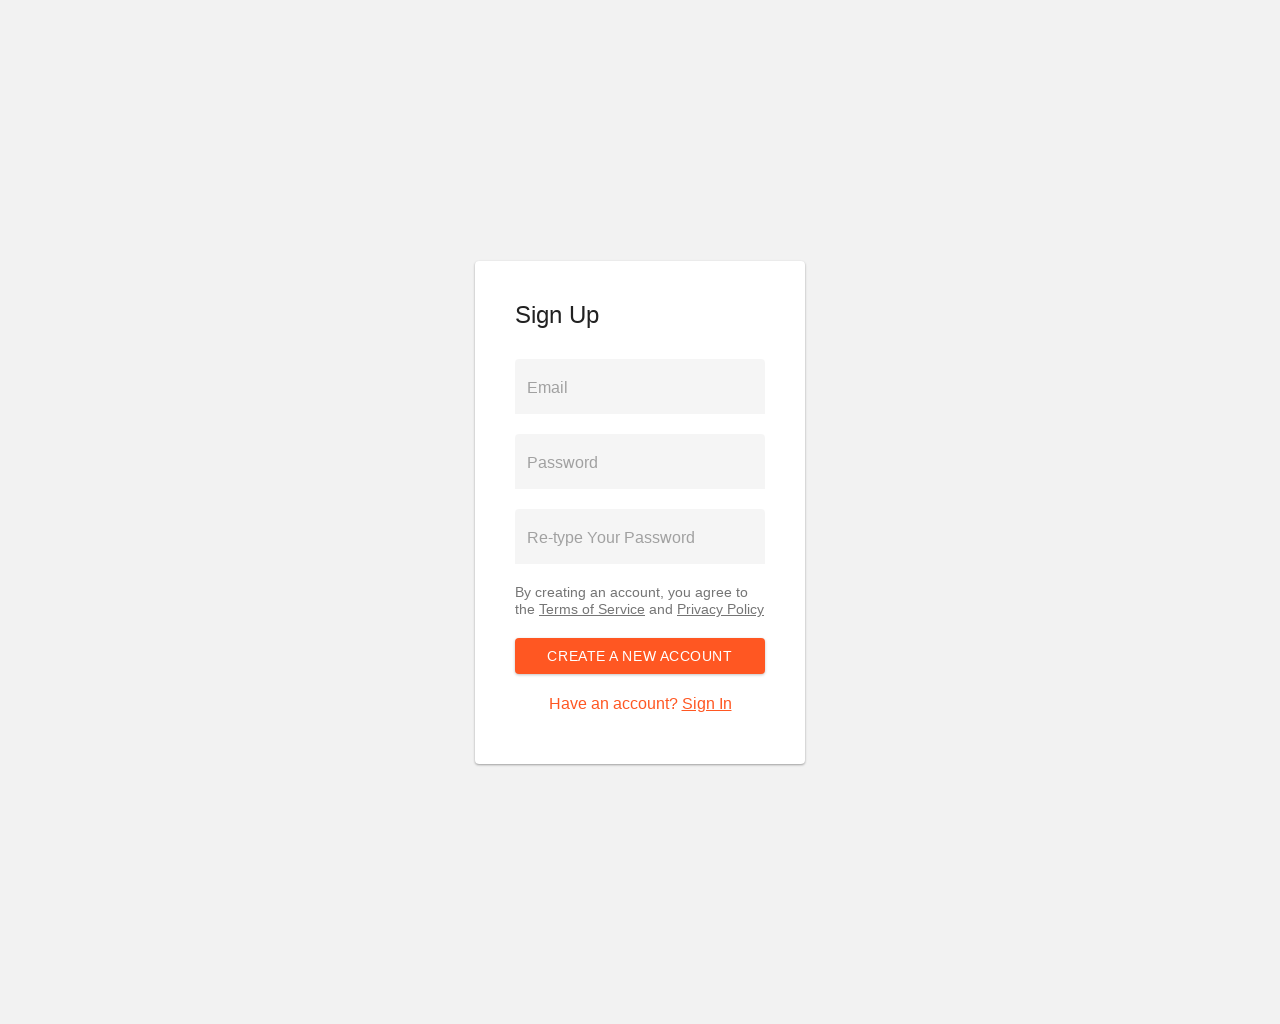 Sign Up
Email
Password
Re-type Your Password
By creating an account, you agree to
the Terms of Service and Privacy Policy
CREATE A NEW ACCOUNT
Have an account? Sign In